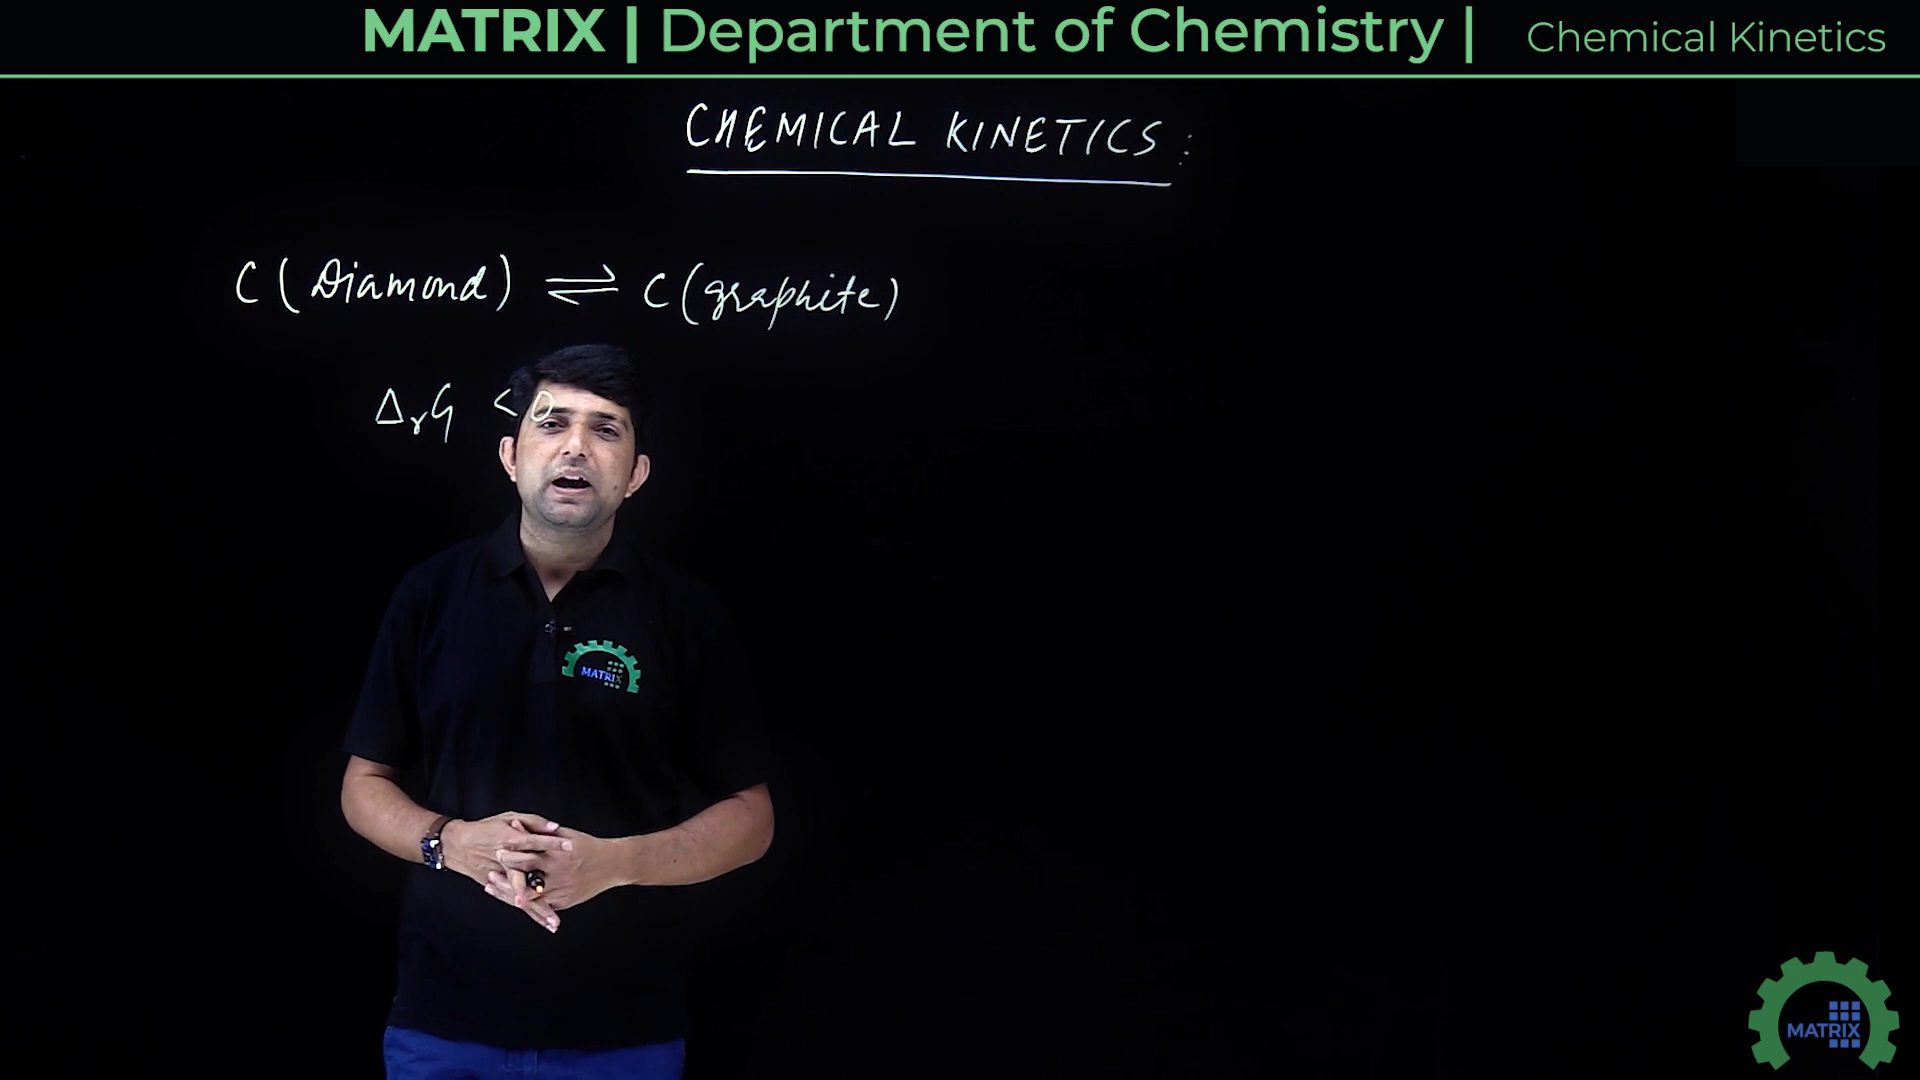 MATRIX | Department of Chemistry | Chemical Kinetics
CHEMICAL KINETICS :
C (Diamond) ⇌ C (graphite)
ΔrG < 0
MATRIX
MATRIX